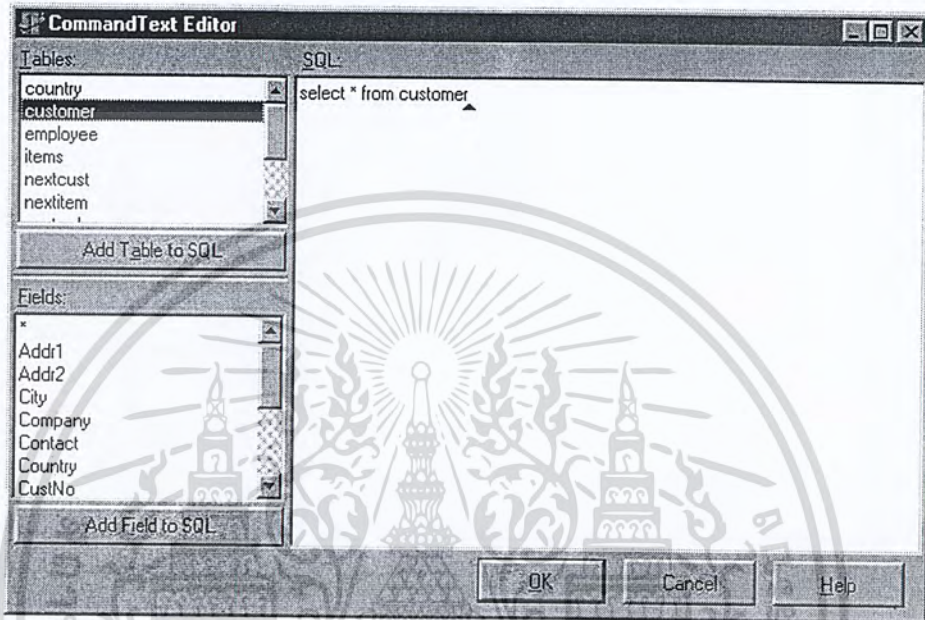 CommandText Editor
Tables:
SQL:
country
customer
employee
items
nextcust
nextitem
select * from customer
Add Table to SQL
Fields:
*
Addr1
Addr2
City
Company
Contact
Country
CustNo
Add Field to SQL
OK
Cancel
Help